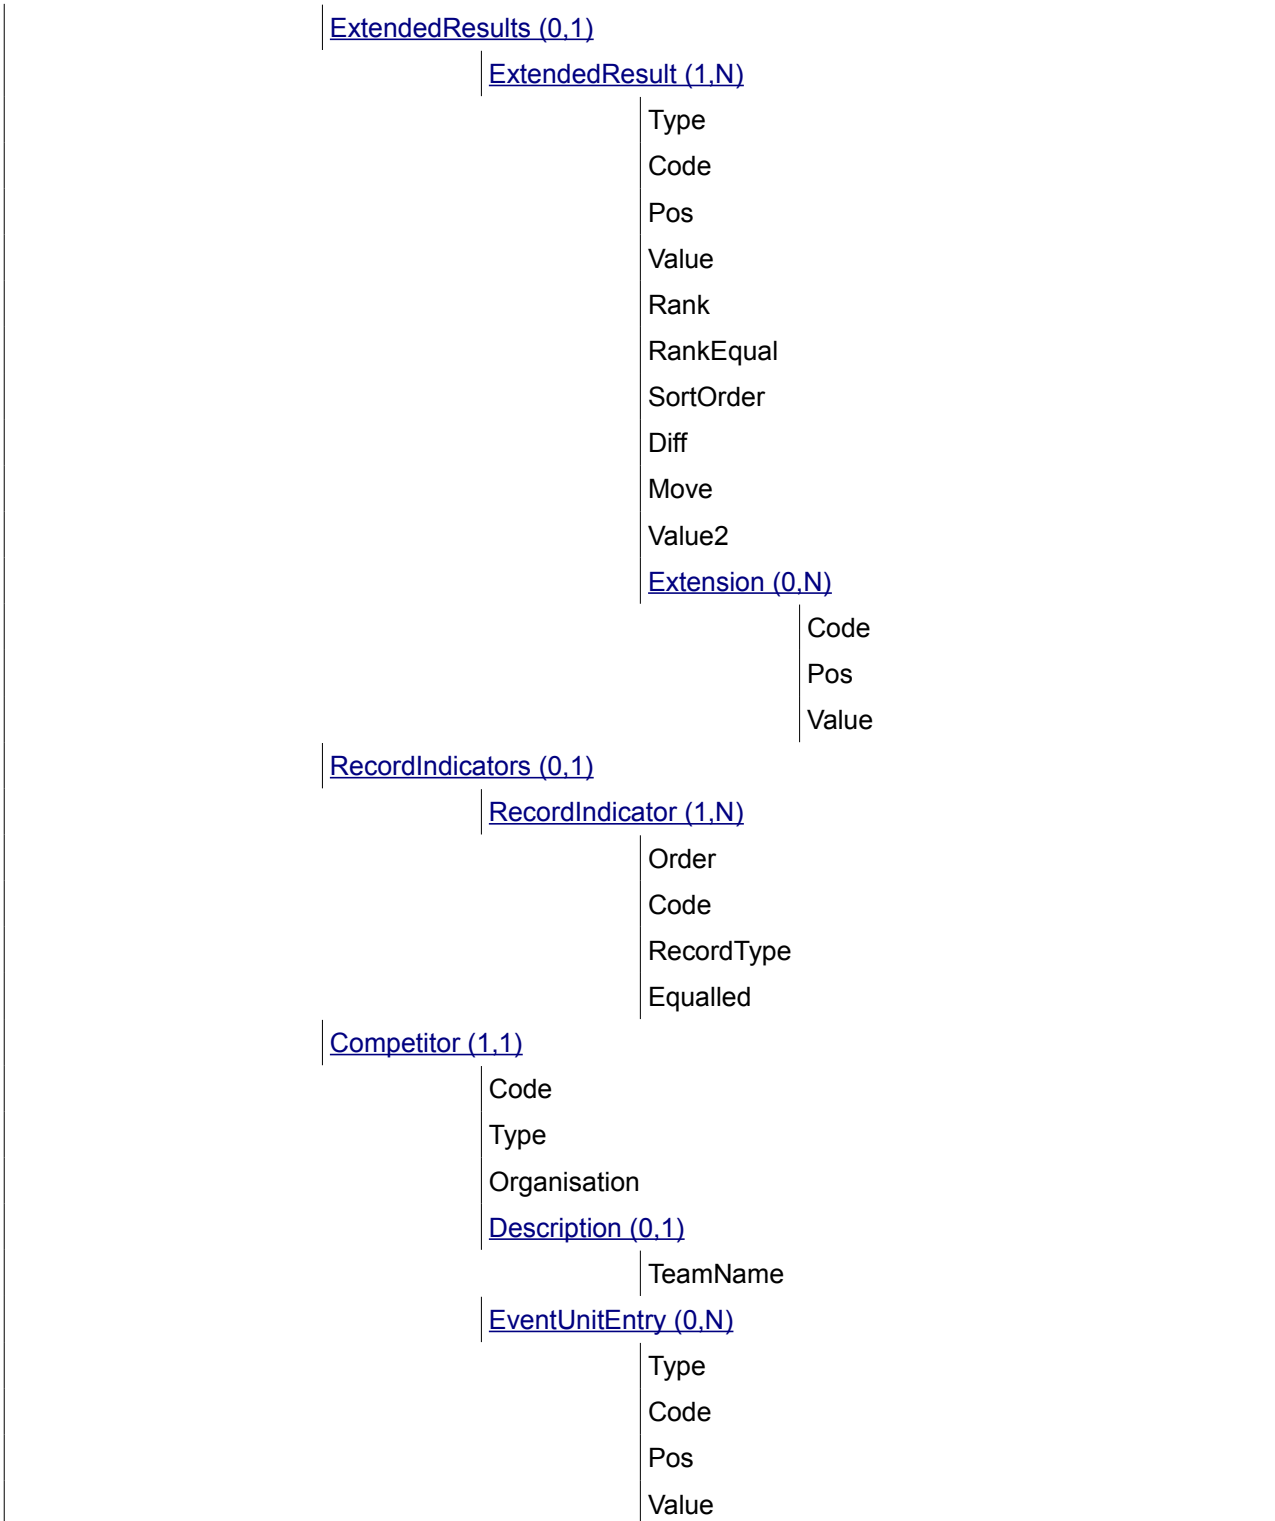 ExtendedResults (0,1)
ExtendedResult (1,N)
Type
Code
Pos
Value
Rank
RankEqual
SortOrder
Diff
Move
Value2
Extension (0,N)
Code
Pos
Value
RecordIndicators (0,1)
RecordIndicator (1,N)
Order
Code
RecordType
Equalled
Competitor (1,1)
Code
Type
Organisation
Description (0,1)
TeamName
EventUnitEntry (0,N)
Type
Code
Pos
Value